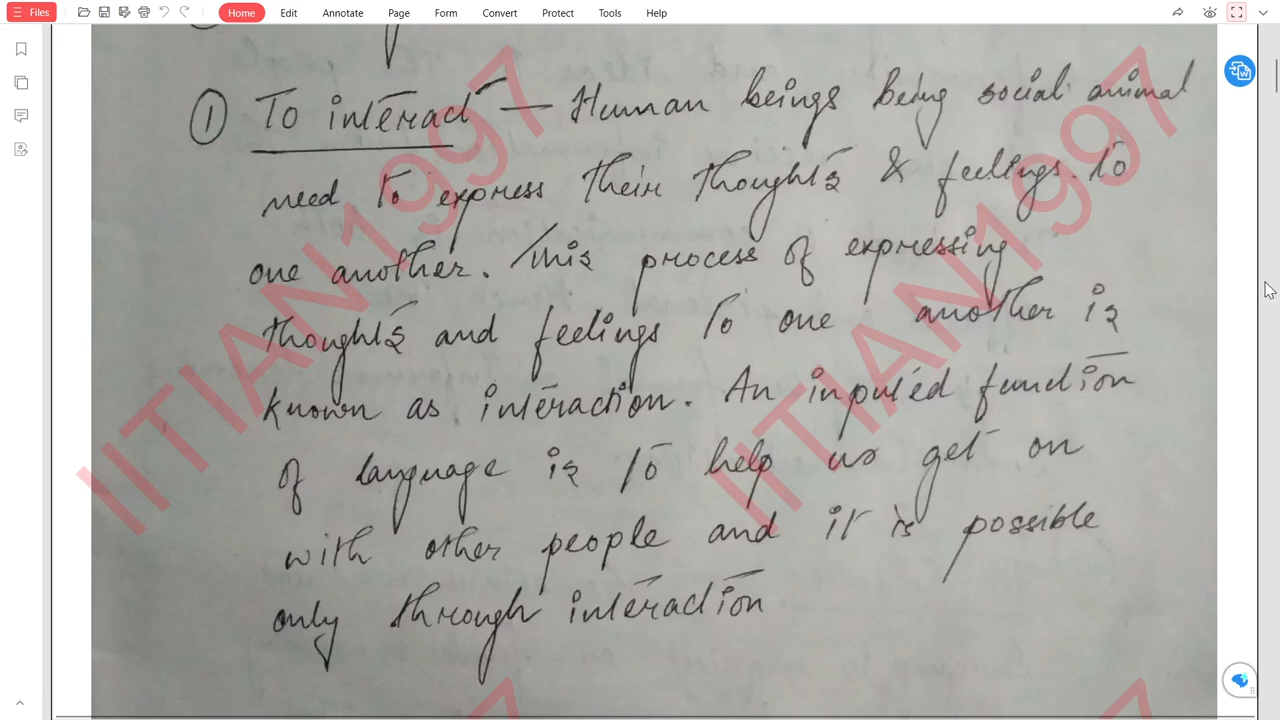 Files
Home
Edit
Annotate
Page
Form
Convert
Protect
Tools
Help
① To interact — Human beings being social animal
need to express their thoughts & feelings to
one another. This process of expressing
thoughts and feelings to one another is
known as interaction. An inputed function
of language is to help us get on
with other people and it is possible
only through interaction
IITIAN1997
IITIAN1997